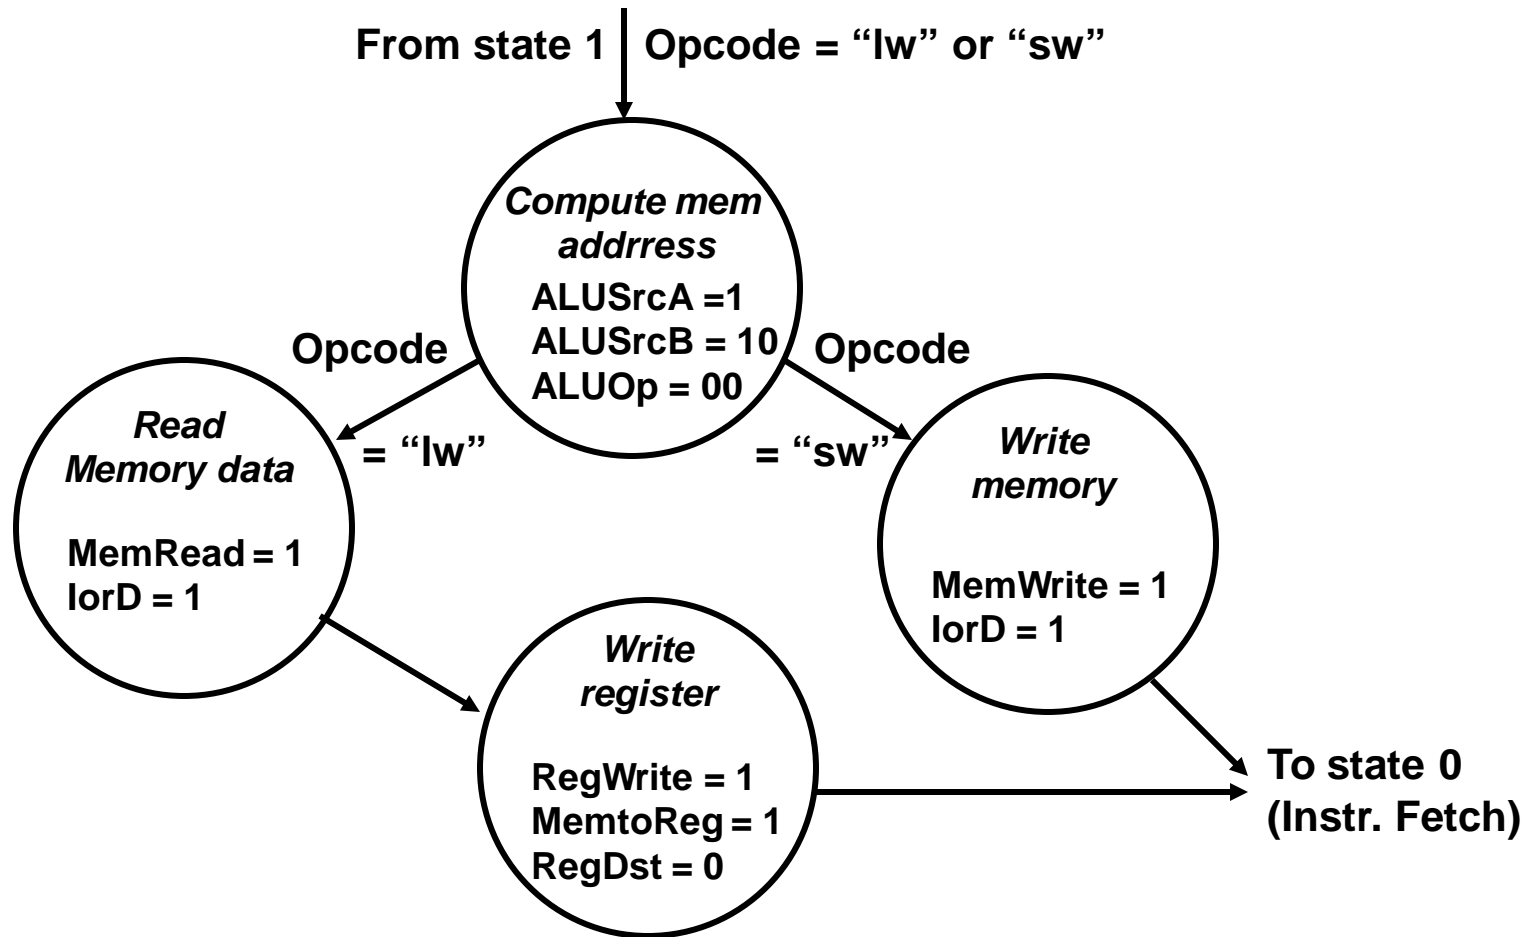 From state 1
Opcode = “lw” or “sw”
Compute mem
addrress
ALUSrcA =1
ALUSrcB = 10
ALUOp = 00
Opcode
= “lw”
Opcode
= “sw”
Read
Memory data
MemRead = 1
IorD = 1
Write
memory
MemWrite = 1
IorD = 1
Write
register
RegWrite = 1
MemtoReg = 1
RegDst = 0
To state 0
(Instr. Fetch)